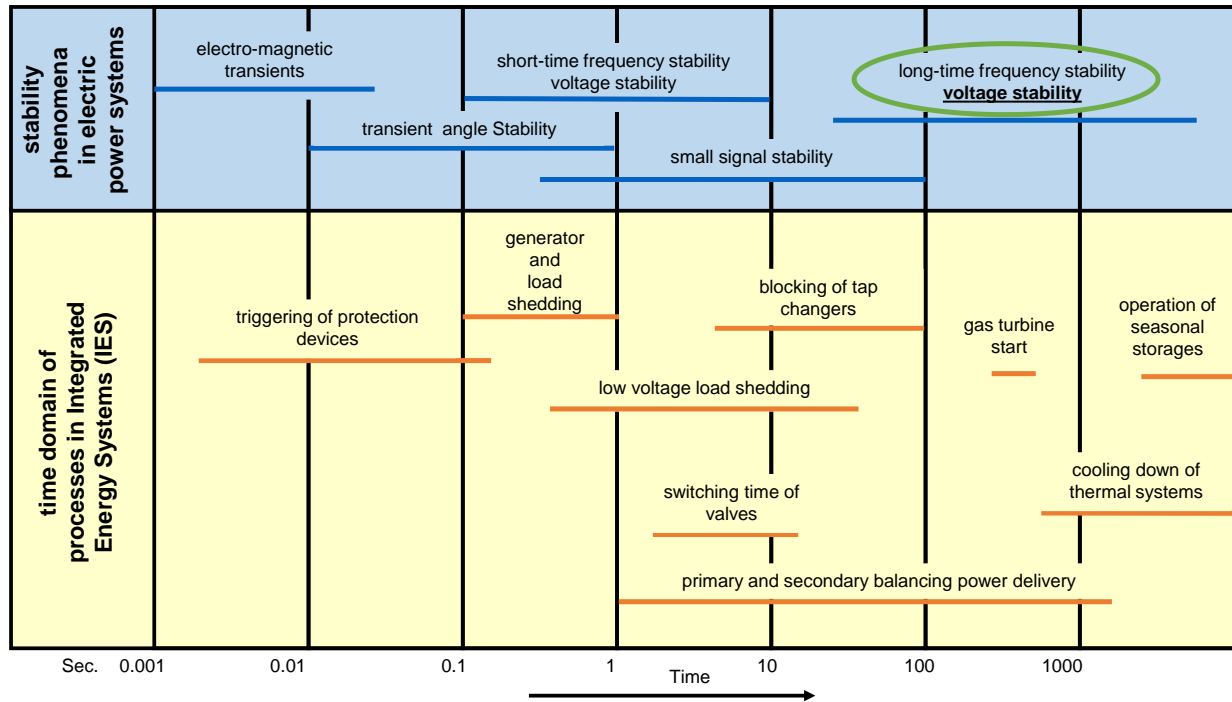 stability
phenomena
in electric
power systems
electro-magnetic
transients
short-time frequency stability
voltage stability
long-time frequency stability
voltage stability
transient angle Stability
small signal stability
time domain of
processes in Integrated
Energy Systems (IES)
generator
and
load
shedding
triggering of protection
devices
blocking of tap
changers
gas turbine
start
operation of
seasonal
storages
low voltage load shedding
switching time of
valves
cooling down of
thermal systems
primary and secondary balancing power delivery
Sec. 0.001 0.01 0.1 1 10 100 1000
Time